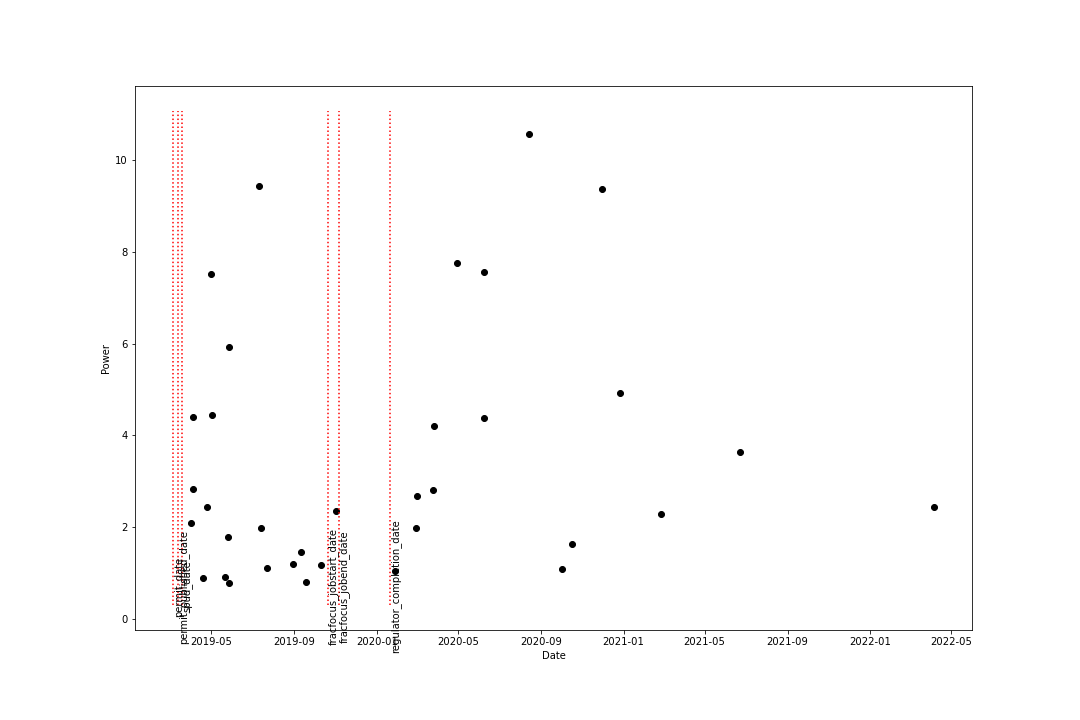 10
8
6
4
2
0
Power
permit_date
spud_date
fracfocus_jobstart_date
fracfocus_jobend_date
regulator_completion_date
2019-05
2019-09
2020-01
2020-05
2020-09
2021-01
2021-05
2021-09
2022-01
2022-05
Date